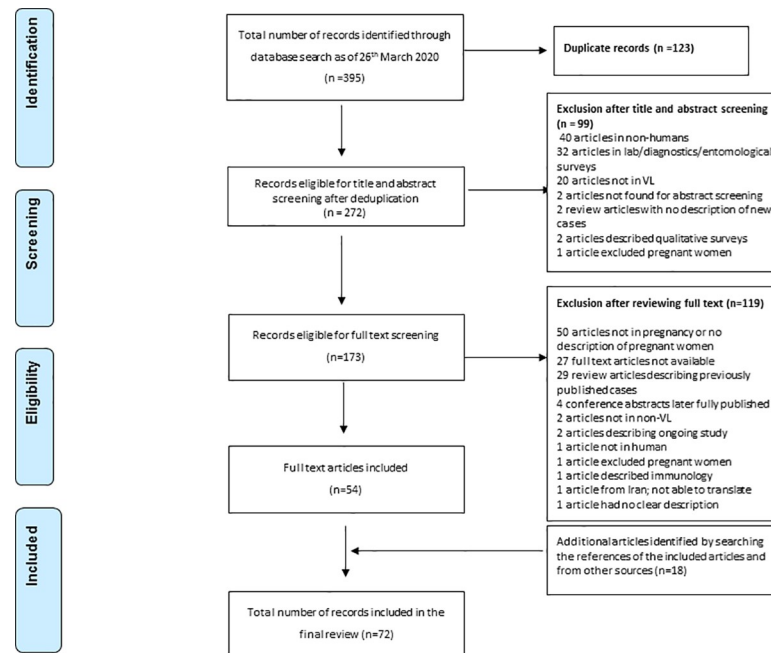 Identification
Total number of records identified through
database search as of 26th March 2020
(n =395)
Duplicate records (n =123)
Exclusion after title and abstract screening
(n = 99)
40 articles in non-humans
32 articles in lab/diagnostics/entomological
surveys
20 articles not in VL
2 articles not found for abstract screening
2 review articles with no description of new
cases
2 articles described qualitative surveys
1 article excluded pregnant women
Screening
Records eligible for title and abstract
screening after deduplication
(n = 272)
Records eligible for full text screening
(n=173)
Exclusion after reviewing full text (n=119)
50 articles not in pregnancy or no
description of pregnant women
27 full text articles not available
29 review articles describing previously
published cases
4 conference abstracts later fully published
2 articles not in non-VL
2 articles describing ongoing study
1 article not in human
1 article excluded pregnant women
1 article described immunology
1 article from Iran; not able to translate
1 article had no clear description
Eligibility
Full text articles included
(n=54)
Included
Additional articles identified by searching
the references of the included articles and
from other sources (n=18)
Total number of records included in the
final review (n=72)